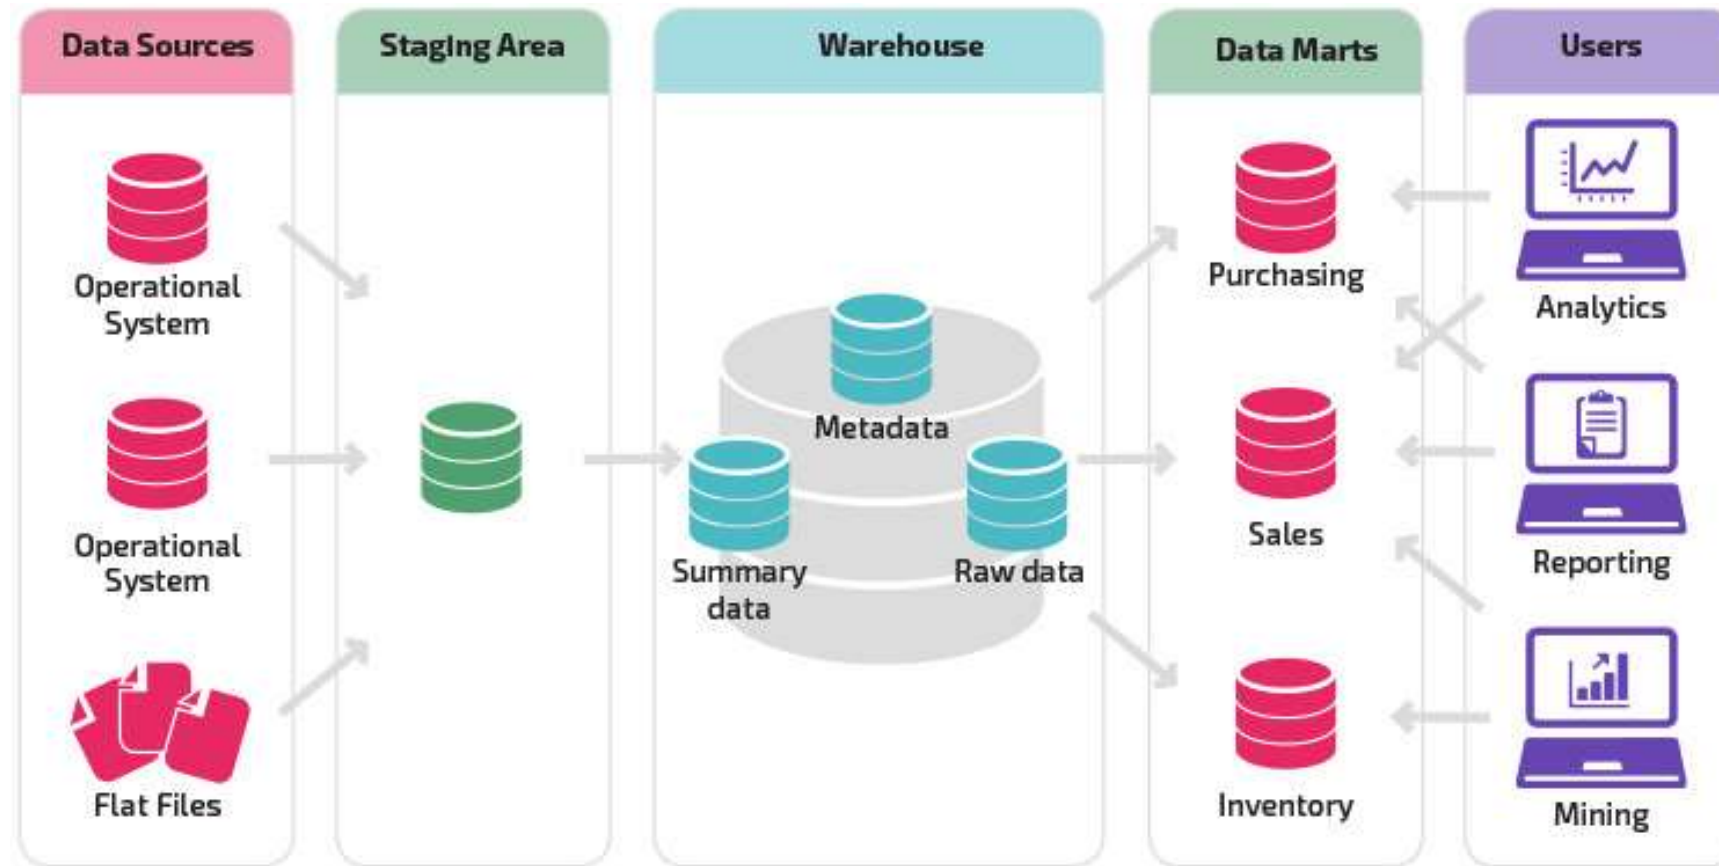 Data Sources
Staging Area
Warehouse
Data Marts
Users
Operational
System
Operational
System
Flat Files
Metadata
Summary
data
Raw data
Purchasing
Sales
Inventory
Analytics
Reporting
Mining